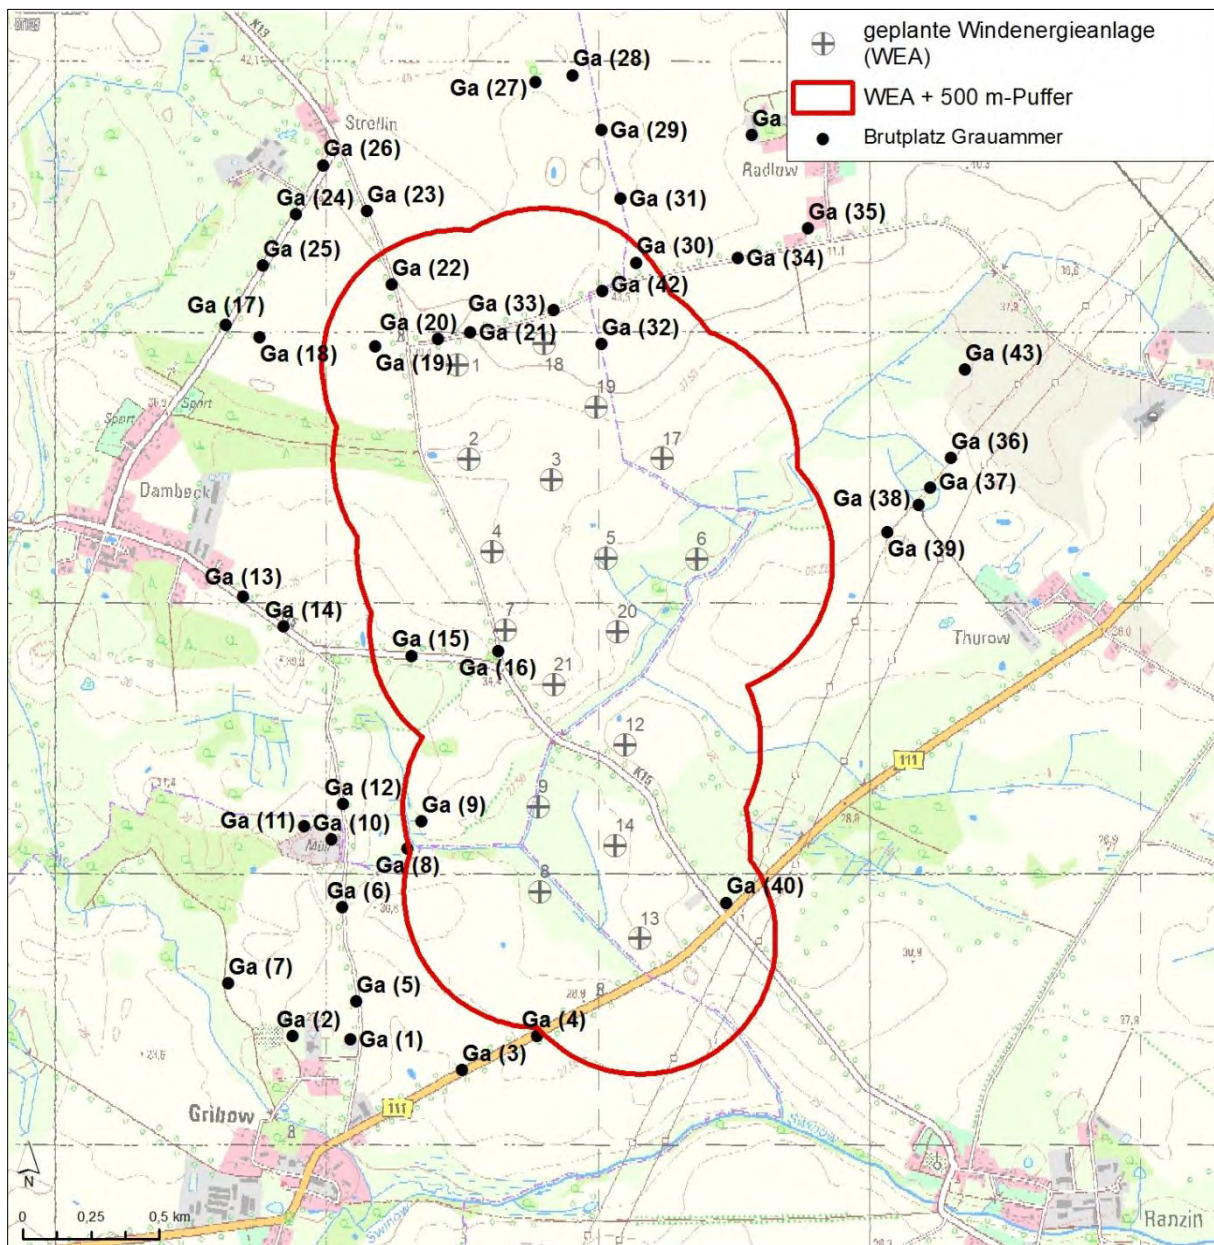 geplante Windenergieanlage
(WEA)
WEA + 500 m-Puffer
Brutplatz Grauammer
K13
Strellin
Ga (28)
Ga (27)
Ga (29)
Ga
Radlow
Ga (26)
Ga (24)
Ga (23)
Ga (31)
Ga (35)
Ga (25)
Ga (30)
Ga (34)
Ga (22)
Ga (42)
Ga (17)
Ga (33)
Ga (20)
Ga (21)
Ga (32)
Ga (18)
Ga (19)
1
18
Ga (43)
19
Sport
Sport
2
3
17
Ga (36)
Dambeck
Ga (37)
Ga (38)
Ga (39)
4
5
6
Ga (13)
Ga (14)
7
20
Thurow
Ga (15)
Ga (16)
21
12
K15
111
Ga (12)
9
Ga (9)
Ga (11)
Ga (10)
14
Ga (8)
Ga (6)
8
Ga (40)
13
Ga (7)
Ga (5)
Ga (2)
Ga (1)
Ga (4)
Ga (3)
111
Gribow
Swinow
Swinow
Ranzin
N
0 0,25 0,5 km